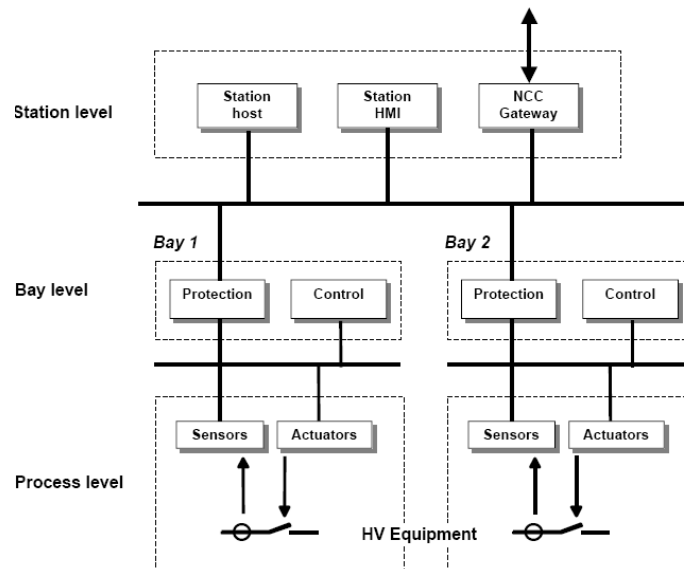 Station level
Station
host
Station
HMI
NCC
Gateway
Bay 1
Bay 2
Bay level
Protection
Control
Protection
Control
Sensors
Actuators
Sensors
Actuators
Process level
HV Equipment